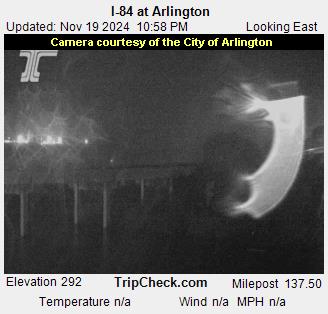 I-84 at Arlington
Updated: Nov 19 2024 10:58 PM Looking East
Camera courtesy of the City of Arlington
Elevation 292 TripCheck.com Milepost 137.50
Temperature n/a Wind n/a MPH n/a